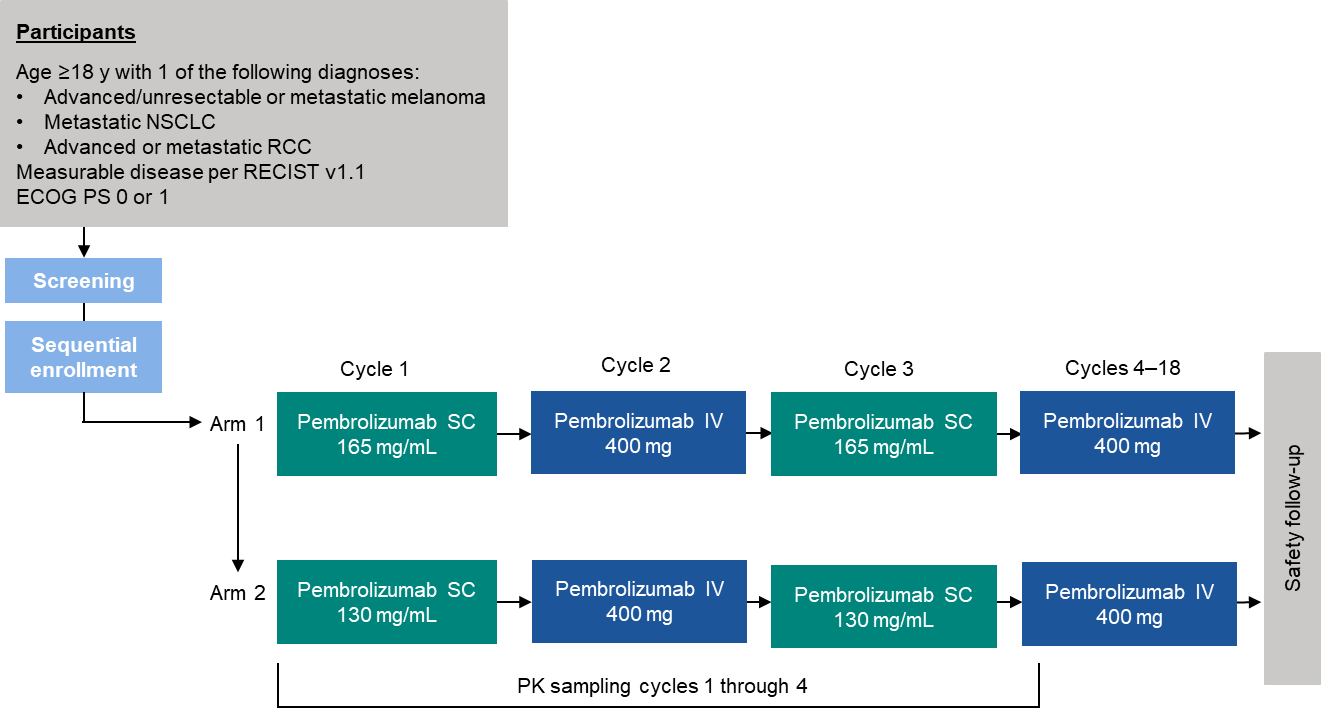 Participants
Age ≥18 y with 1 of the following diagnoses:
• Advanced/unresectable or metastatic melanoma
• Metastatic NSCLC
• Advanced or metastatic RCC
Measurable disease per RECIST v1.1
ECOG PS 0 or 1
Screening
Sequential
enrollment
Cycle 1
Cycle 2
Cycle 3
Cycles 4–18
Arm 1
Pembrolizumab SC
165 mg/mL
Pembrolizumab IV
400 mg
Pembrolizumab SC
165 mg/mL
Pembrolizumab IV
400 mg
Arm 2
Pembrolizumab SC
130 mg/mL
Pembrolizumab IV
400 mg
Pembrolizumab SC
130 mg/mL
Pembrolizumab IV
400 mg
Safety follow-up
PK sampling cycles 1 through 4